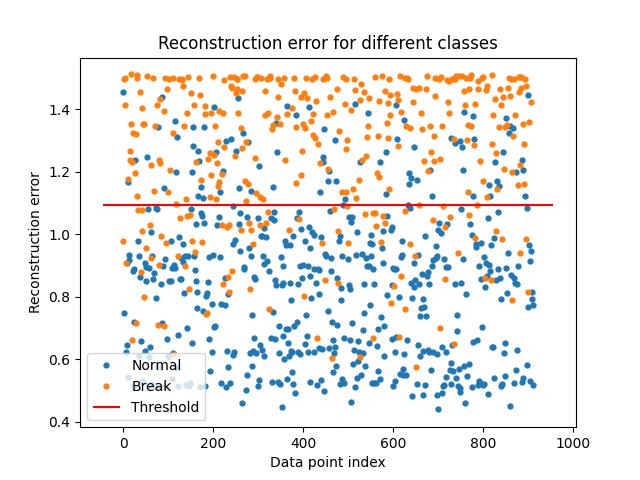 Reconstruction error for different classes
Reconstruction error
1.4
1.2
1.0
0.8
0.6
0.4
Normal
Break
Threshold
0
200
400
600
800
1000
Data point index